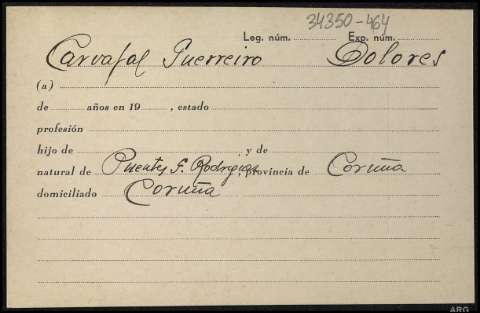 34350-464
Leg. núm. Exp. núm.
Carvajal Guerreiro Dolores
(a)
de años en 19 , estado
profesión
hijo de , y de
natural de Puentes G. Rodriguez, provincia de Coruña
domiciliado Coruña
ARG